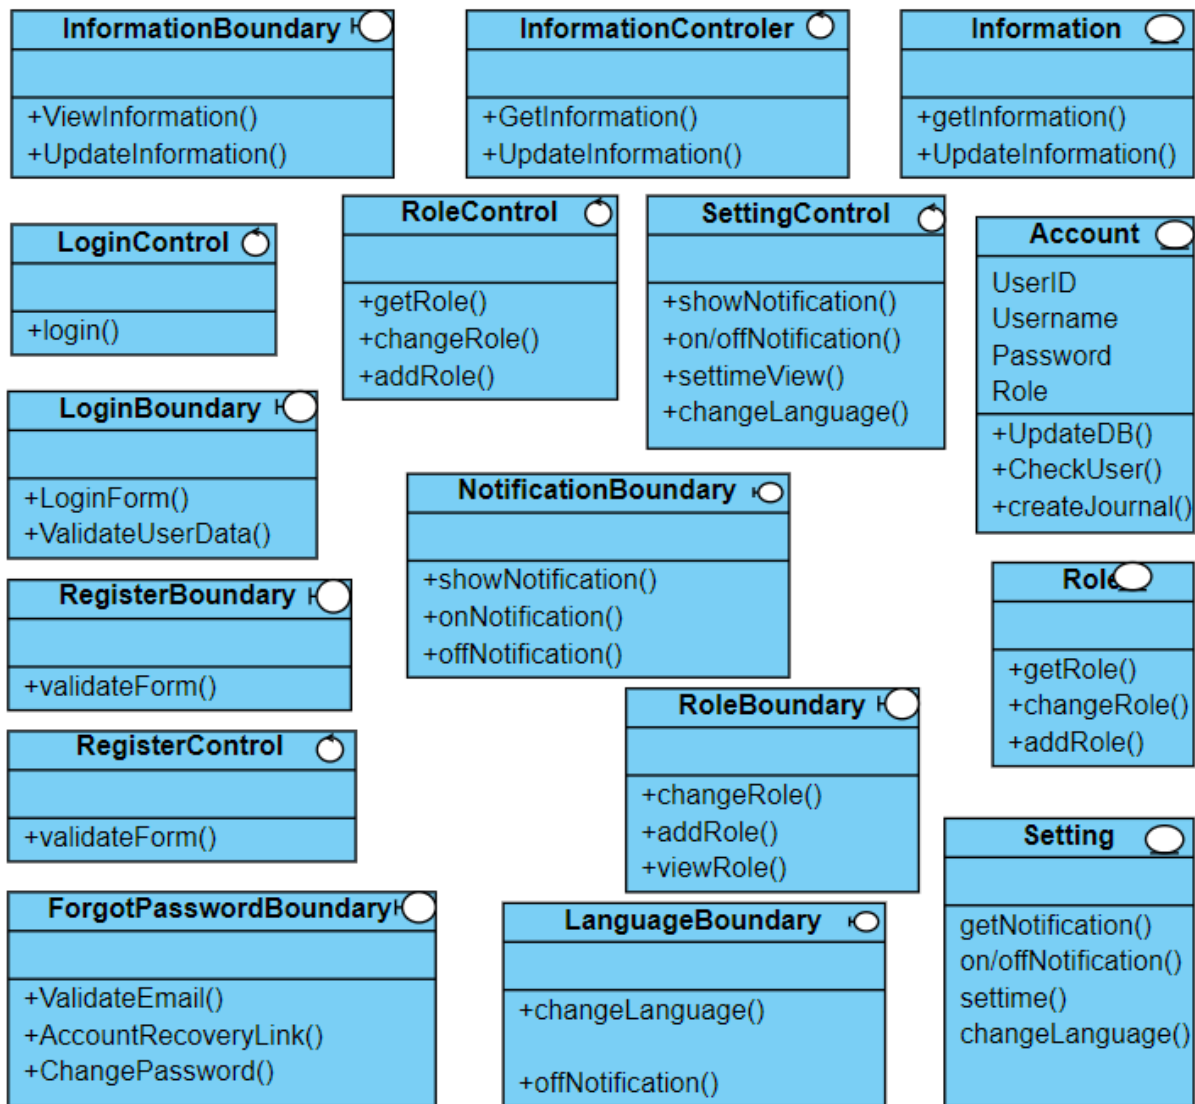 InformationBoundary
+ViewInformation()
+UpdateInformation()
InformationControler
+GetInformation()
+UpdateInformation()
Information
+getInformation()
+UpdateInformation()
LoginControl
+login()
RoleControl
+getRole()
+changeRole()
+addRole()
SettingControl
+showNotification()
+on/offNotification()
+settimeView()
+changeLanguage()
Account
UserID
Username
Password
Role
+UpdateDB()
+CheckUser()
+createJournal()
LoginBoundary
+LoginForm()
+ValidateUserData()
NotificationBoundary
+showNotification()
+onNotification()
+offNotification()
RegisterBoundary
+validateForm()
Role
+getRole()
+changeRole()
+addRole()
RegisterControl
+validateForm()
RoleBoundary
+changeRole()
+addRole()
+viewRole()
Setting
getNotification()
on/offNotification()
settime()
changeLanguage()
ForgotPasswordBoundary
+ValidateEmail()
+AccountRecoveryLink()
+ChangePassword()
LanguageBoundary
+changeLanguage()
+offNotification()